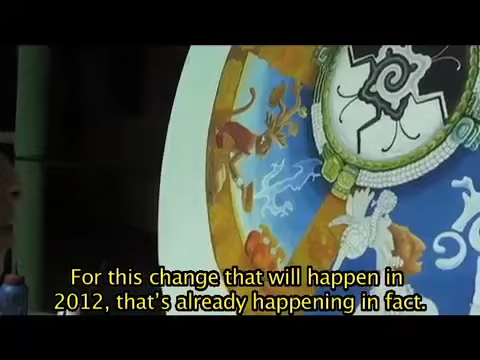 For this change that will happen in
2012, that's already happening in fact.